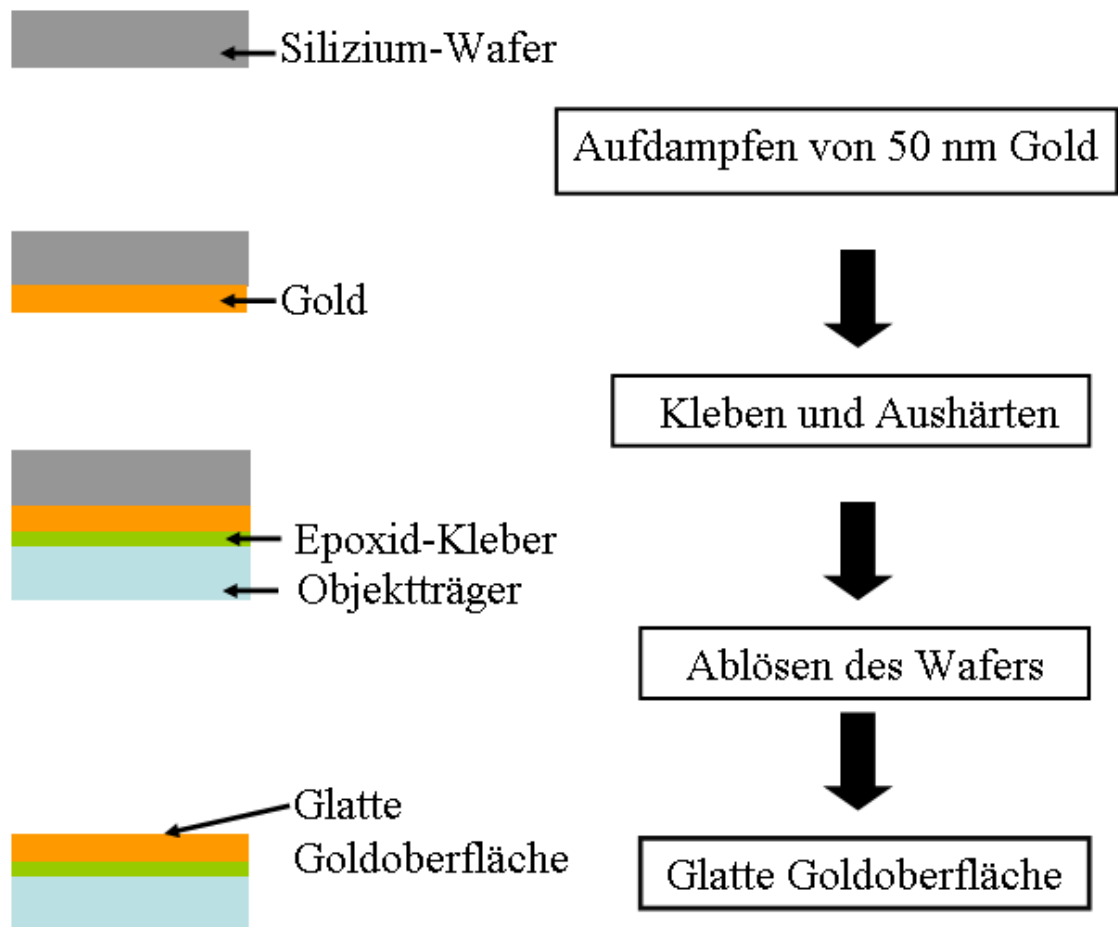 Silizium-Wafer
Aufdampfen von 50 nm Gold
Gold
Kleben und Aushärten
Epoxid-Kleber
Objektträger
Ablösen des Wafers
Glatte
Goldoberfläche
Glatte Goldoberfläche